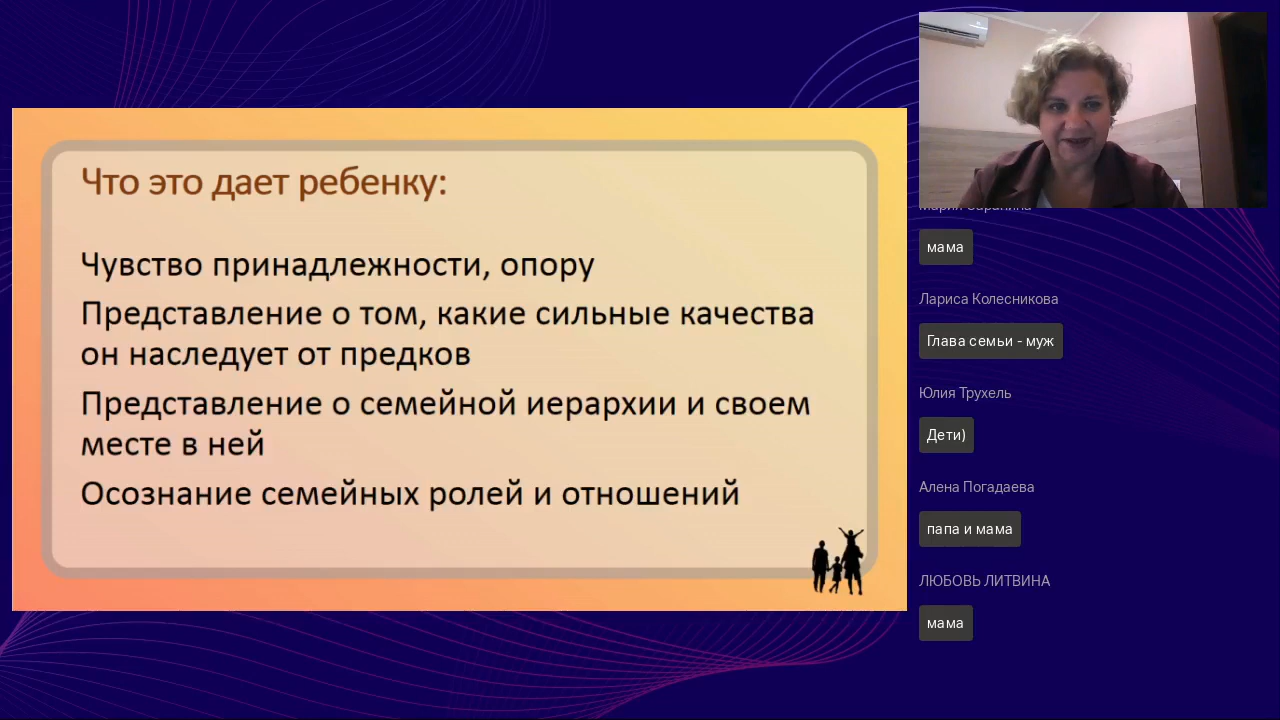 Что это дает ребенку:
Чувство принадлежности, опору
Представление о том, какие сильные качества
он наследует от предков
Представление о семейной иерархии и своем
месте в ней
Осознание семейных ролей и отношений
мама
Лариса Колесникова
Глава семьи - муж
Юлия Трухель
Дети)
Алена Погадаева
папа и мама
ЛЮБОВЬ ЛИТВИНА
мама